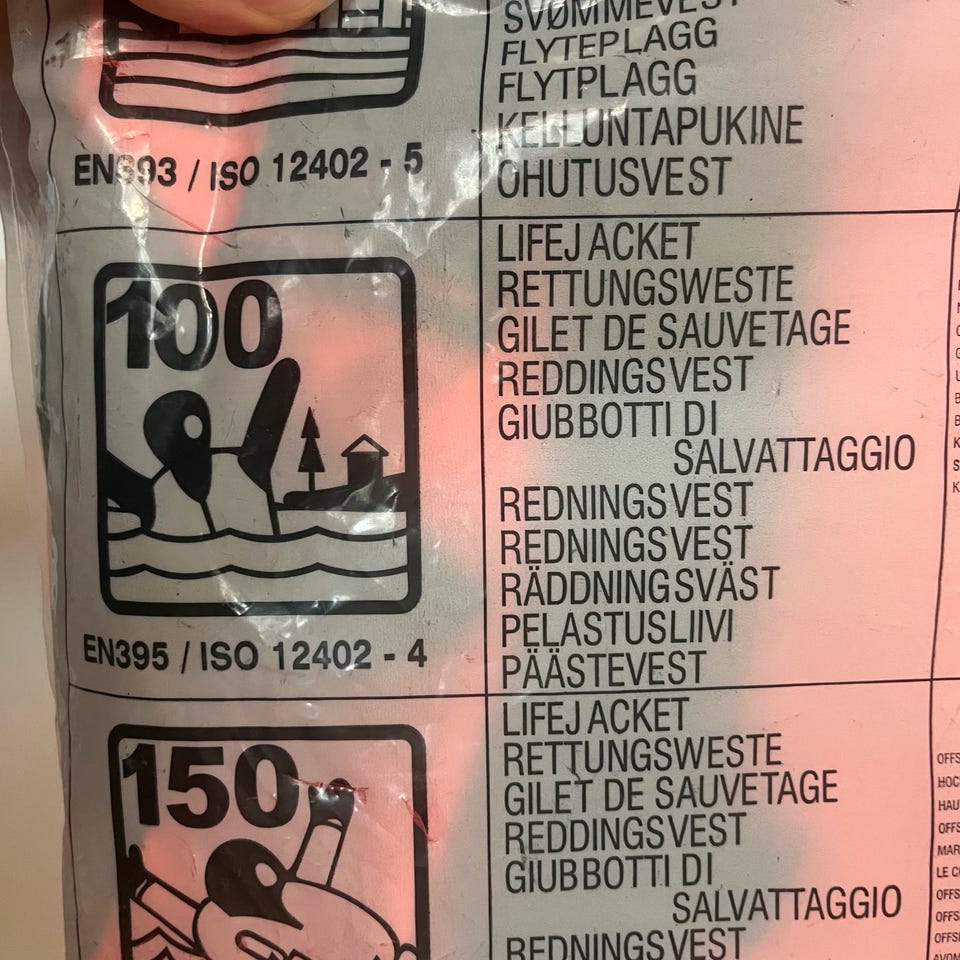 SVØMMEVEST
FLYTEPLAGG
FLYTPLAGG
KELLUNTAPUKINE
OHUTUSVEST
EN393 / ISO 12402 - 5
LIFEJACKET
RETTUNGSWESTE
GILET DE SAUVETAGE
REDDINGSVEST
GIUBBOTTI DI
SALVATTAGGIO
REDNINGSVEST
REDNINGSVEST
RÄDDNINGSVÄST
PELASTUSLIIVI
PÄÄSTEVEST
100
EN395 / ISO 12402 - 4
LIFEJACKET
RETTUNGSWESTE
GILET DE SAUVETAGE
REDDINGSVEST
GIUBBOTTI DI
SALVATTAGGIO
REDNINGSVEST
150